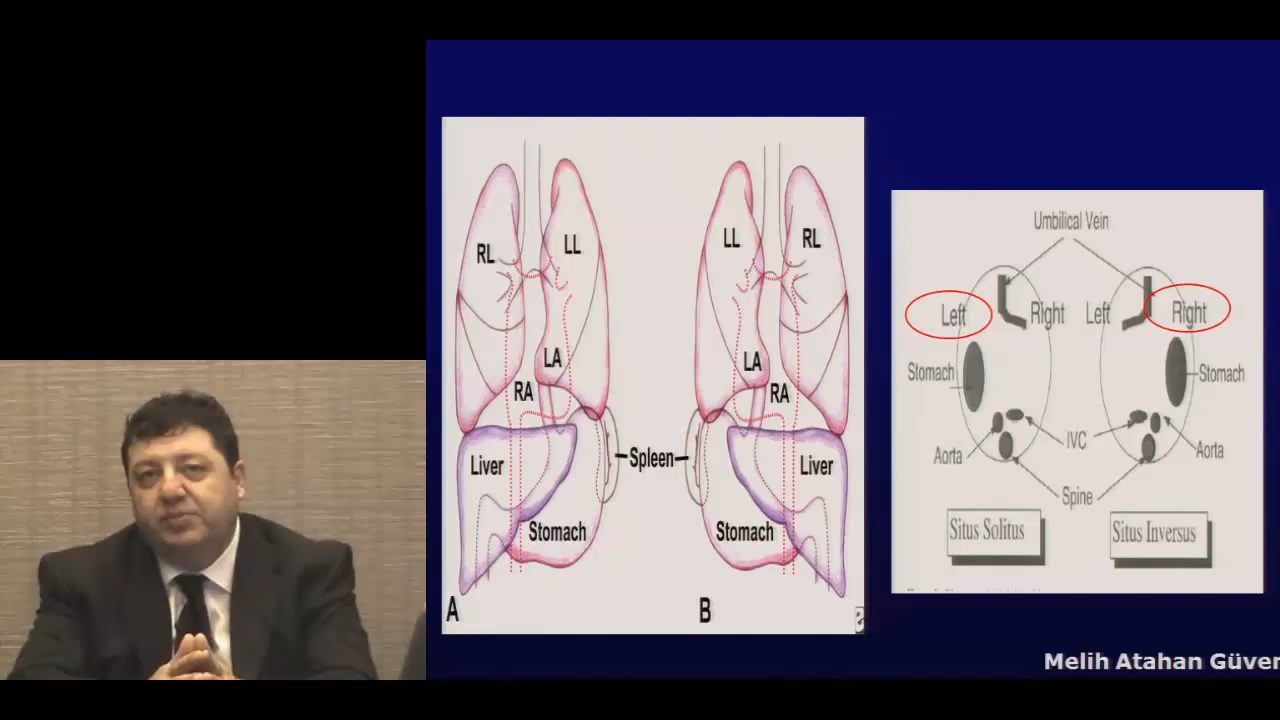 RL
LL
LA
RA
Liver
Stomach
A
Spleen
LL
RL
LA
RA
Liver
Stomach
B
Umbilical Vein
Left
Right
Left
Right
Stomach
Stomach
Aorta
IVC
Aorta
Spine
Situs Solitus
Situs Inversus
Melih Atahan Güven